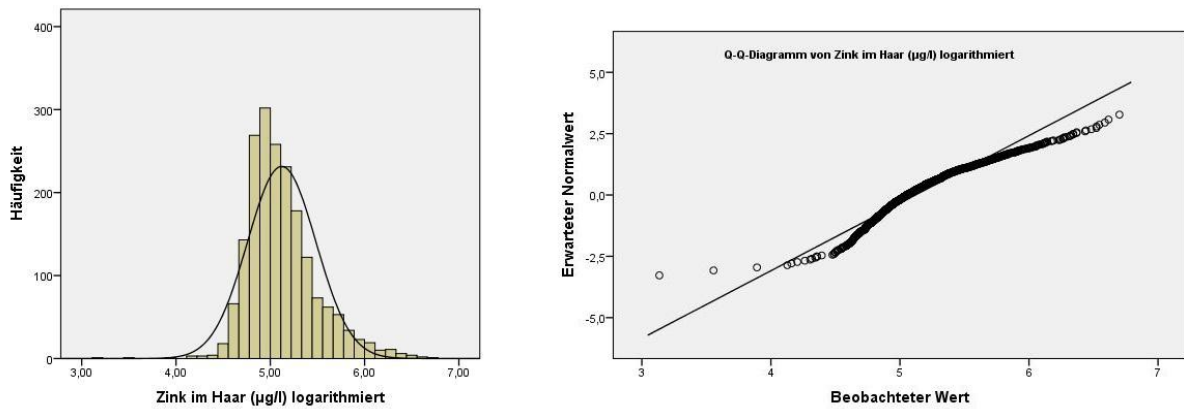 400
300
200
100
0
Häufigkeit
3,00 4,00 5,00 6,00 7,00
Zink im Haar (µg/l) logarithmiert
Q-Q-Diagramm von Zink im Haar (µg/l) logarithmiert
5,0
2,5
0,0
-2,5
-5,0
Erwarteter Normalwert
3 4 5 6 7
Beobachteter Wert